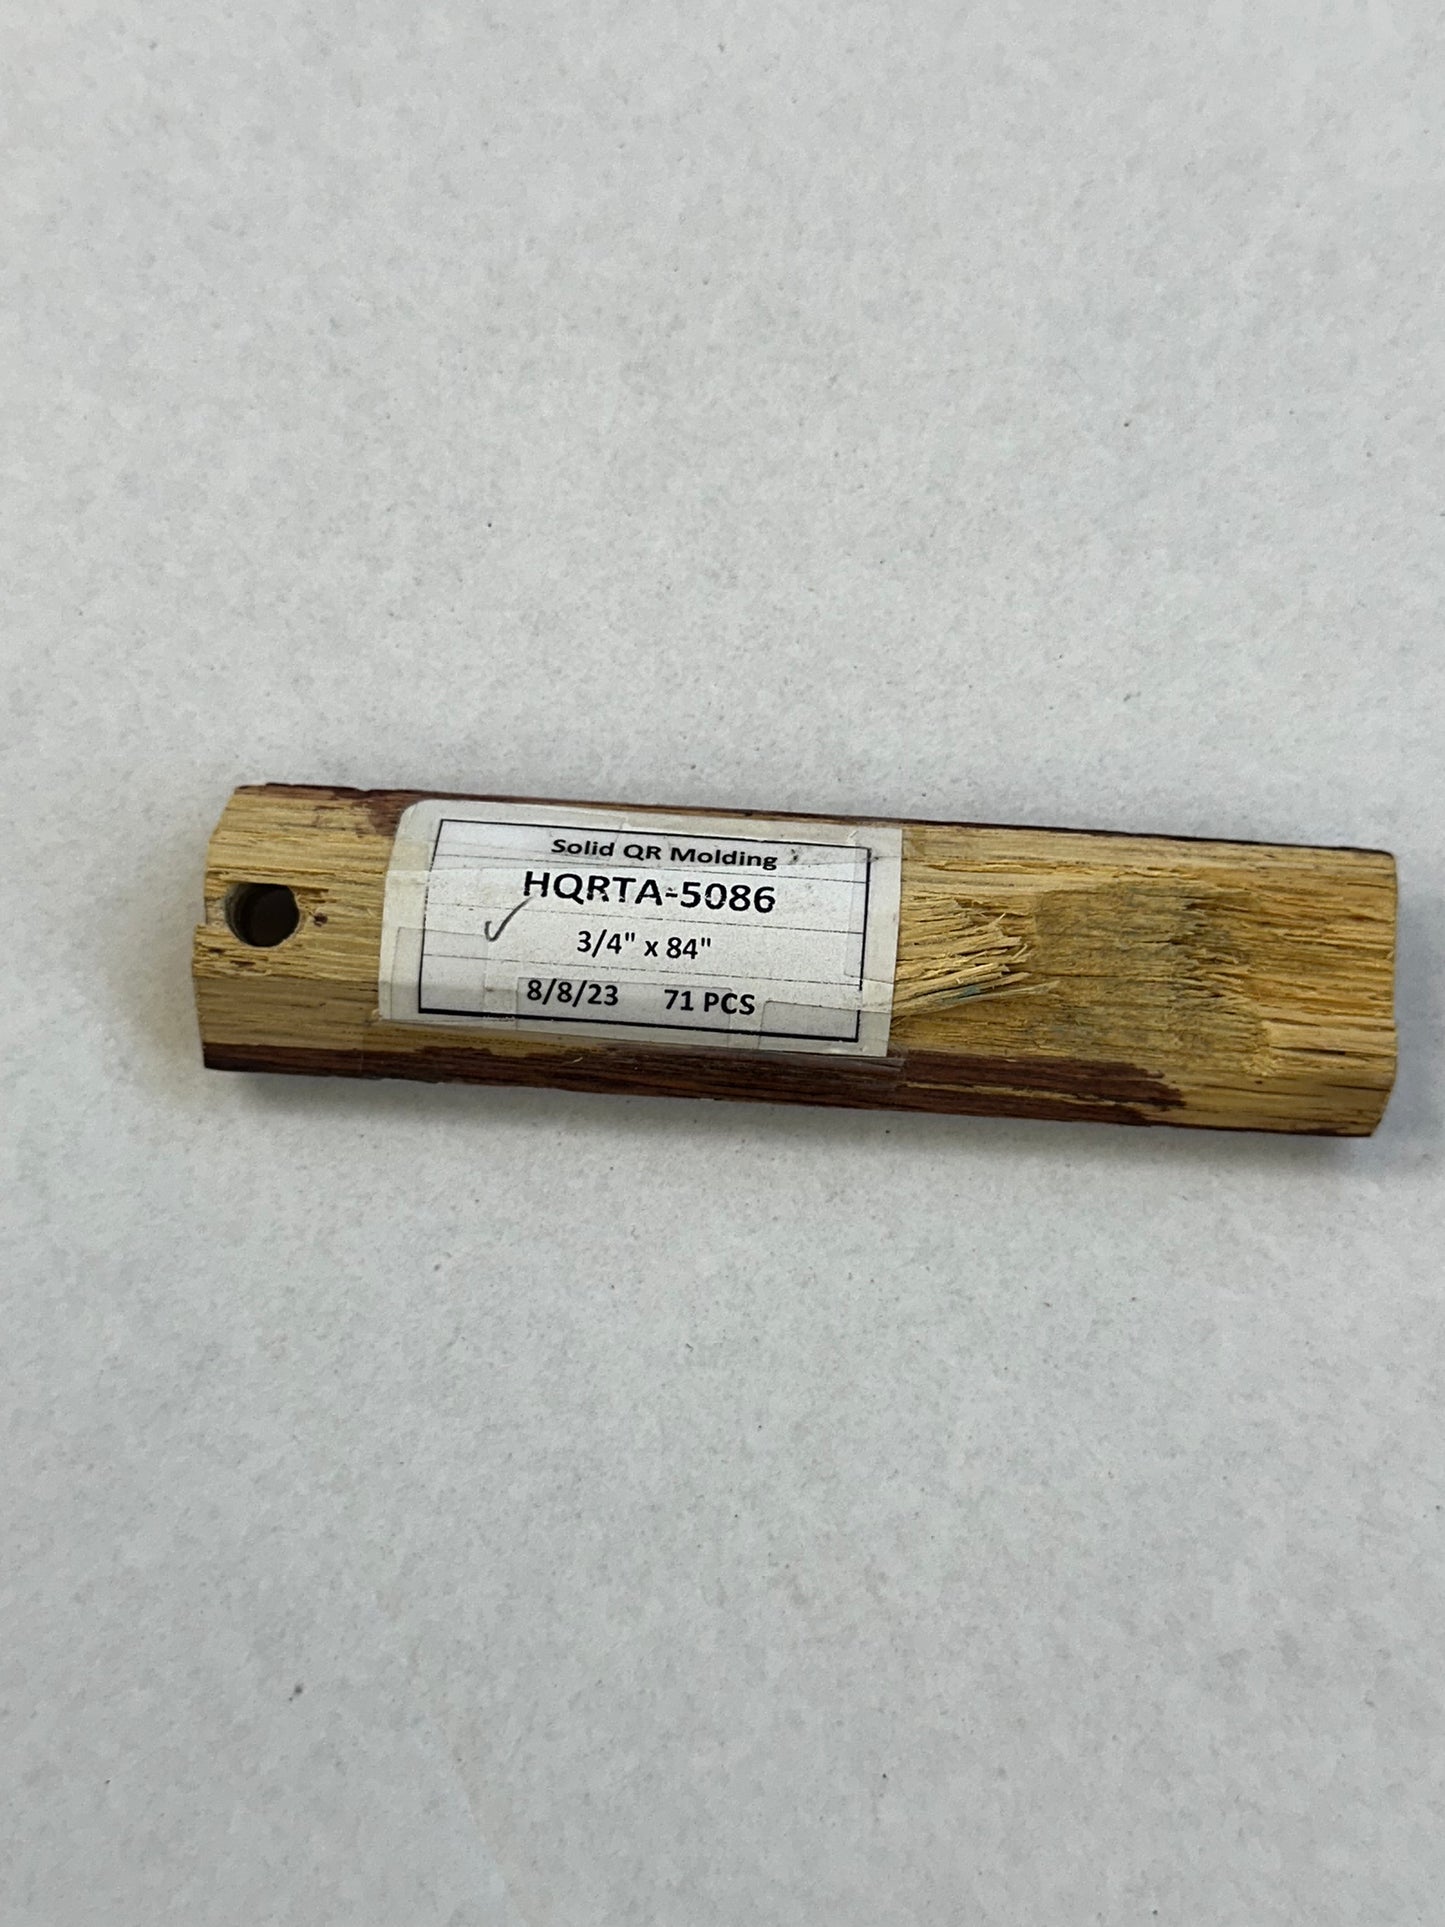 Solid QR Molding
HQRTA-5086
3/4" x 84"
8/8/23 71 PCS